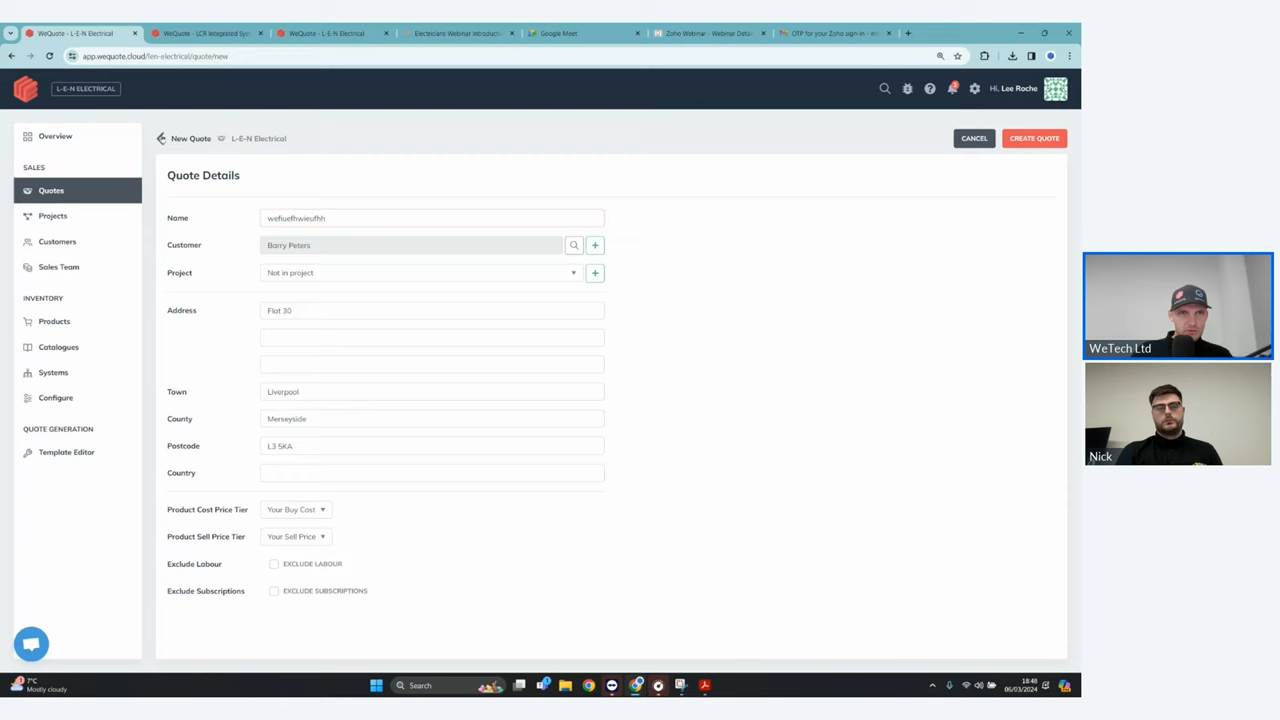 WeQuote - L-E-N Electrical
WeQuote - LCR Integrated Sys
WeQuote - L-E-N Electrical
Electricians Webinar Introducti
Google Meet
Zoho Webinar - Webinar Detai
OTP for your Zoho sign-in - inf
app.wequote.cloud/len-electrical/quote/new
L-E-N ELECTRICAL
Hi, Lee Roche
Overview
SALES
Quotes
Projects
Customers
Sales Team
INVENTORY
Products
Catalogues
Systems
Configure
QUOTE GENERATION
Template Editor
New Quote
L-E-N Electrical
CANCEL
CREATE QUOTE
Quote Details
Name
wefiuefhwieufhh
Customer
Barry Peters
Project
Not in project
Address
Flat 30
Town
Liverpool
County
Merseyside
Postcode
L3 5KA
Country
Product Cost Price Tier
Your Buy Cost
Product Sell Price Tier
Your Sell Price
Exclude Labour
EXCLUDE LABOUR
Exclude Subscriptions
EXCLUDE SUBSCRIPTIONS
WeTech Ltd
Nick
7°C
Mostly cloudy
Search
18:48
06/03/2024